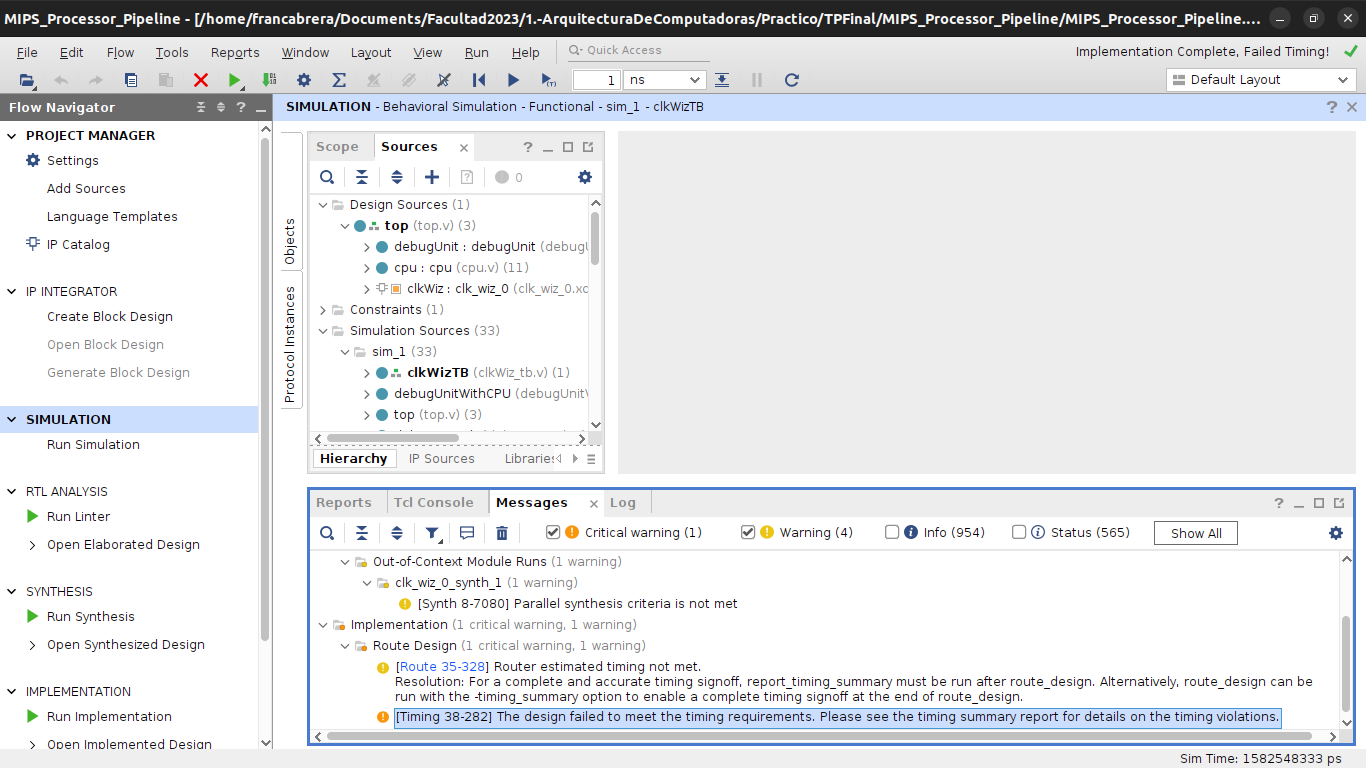 MIPS_Processor_Pipeline - [/home/francabrera/Documents/Facultad2023/1.-ArquitecturaDeComputadoras/Practico/TPFinal/MIPS_Processor_Pipeline/MIPS_Processor_Pipeline....
File Edit Flow Tools Reports Window Layout View Run Help Quick Access Implementation Complete, Failed Timing!
1 ns Default Layout
Flow Navigator
PROJECT MANAGER
Settings
Add Sources
Language Templates
IP Catalog
IP INTEGRATOR
Create Block Design
Open Block Design
Generate Block Design
SIMULATION
Run Simulation
RTL ANALYSIS
Run Linter
Open Elaborated Design
SYNTHESIS
Run Synthesis
Open Synthesized Design
IMPLEMENTATION
Run Implementation
Open Implemented Design
SIMULATION - Behavioral Simulation - Functional - sim_1 - clkWizTB
Objects
Protocol Instances
Scope Sources
0
Design Sources (1)
top (top.v) (3)
debugUnit : debugUnit (debugU
cpu : cpu (cpu.v) (11)
clkWiz : clk_wiz_0 (clk_wiz_0.xc
Constraints (1)
Simulation Sources (33)
sim_1 (33)
clkWizTB (clkWiz_tb.v) (1)
debugUnitWithCPU (debugUnitV
top (top.v) (3)
Hierarchy IP Sources Libraries
Reports Tcl Console Messages Log
Critical warning (1) Warning (4) Info (954) Status (565) Show All
Out-of-Context Module Runs (1 warning)
clk_wiz_0_synth_1 (1 warning)
[Synth 8-7080] Parallel synthesis criteria is not met
Implementation (1 critical warning, 1 warning)
Route Design (1 critical warning, 1 warning)
[Route 35-328] Router estimated timing not met.
Resolution: For a complete and accurate timing signoff, report_timing_summary must be run after route_design. Alternatively, route_design can be
run with the -timing_summary option to enable a complete timing signoff at the end of route_design.
[Timing 38-282] The design failed to meet the timing requirements. Please see the timing summary report for details on the timing violations.
Sim Time: 1582548333 ps